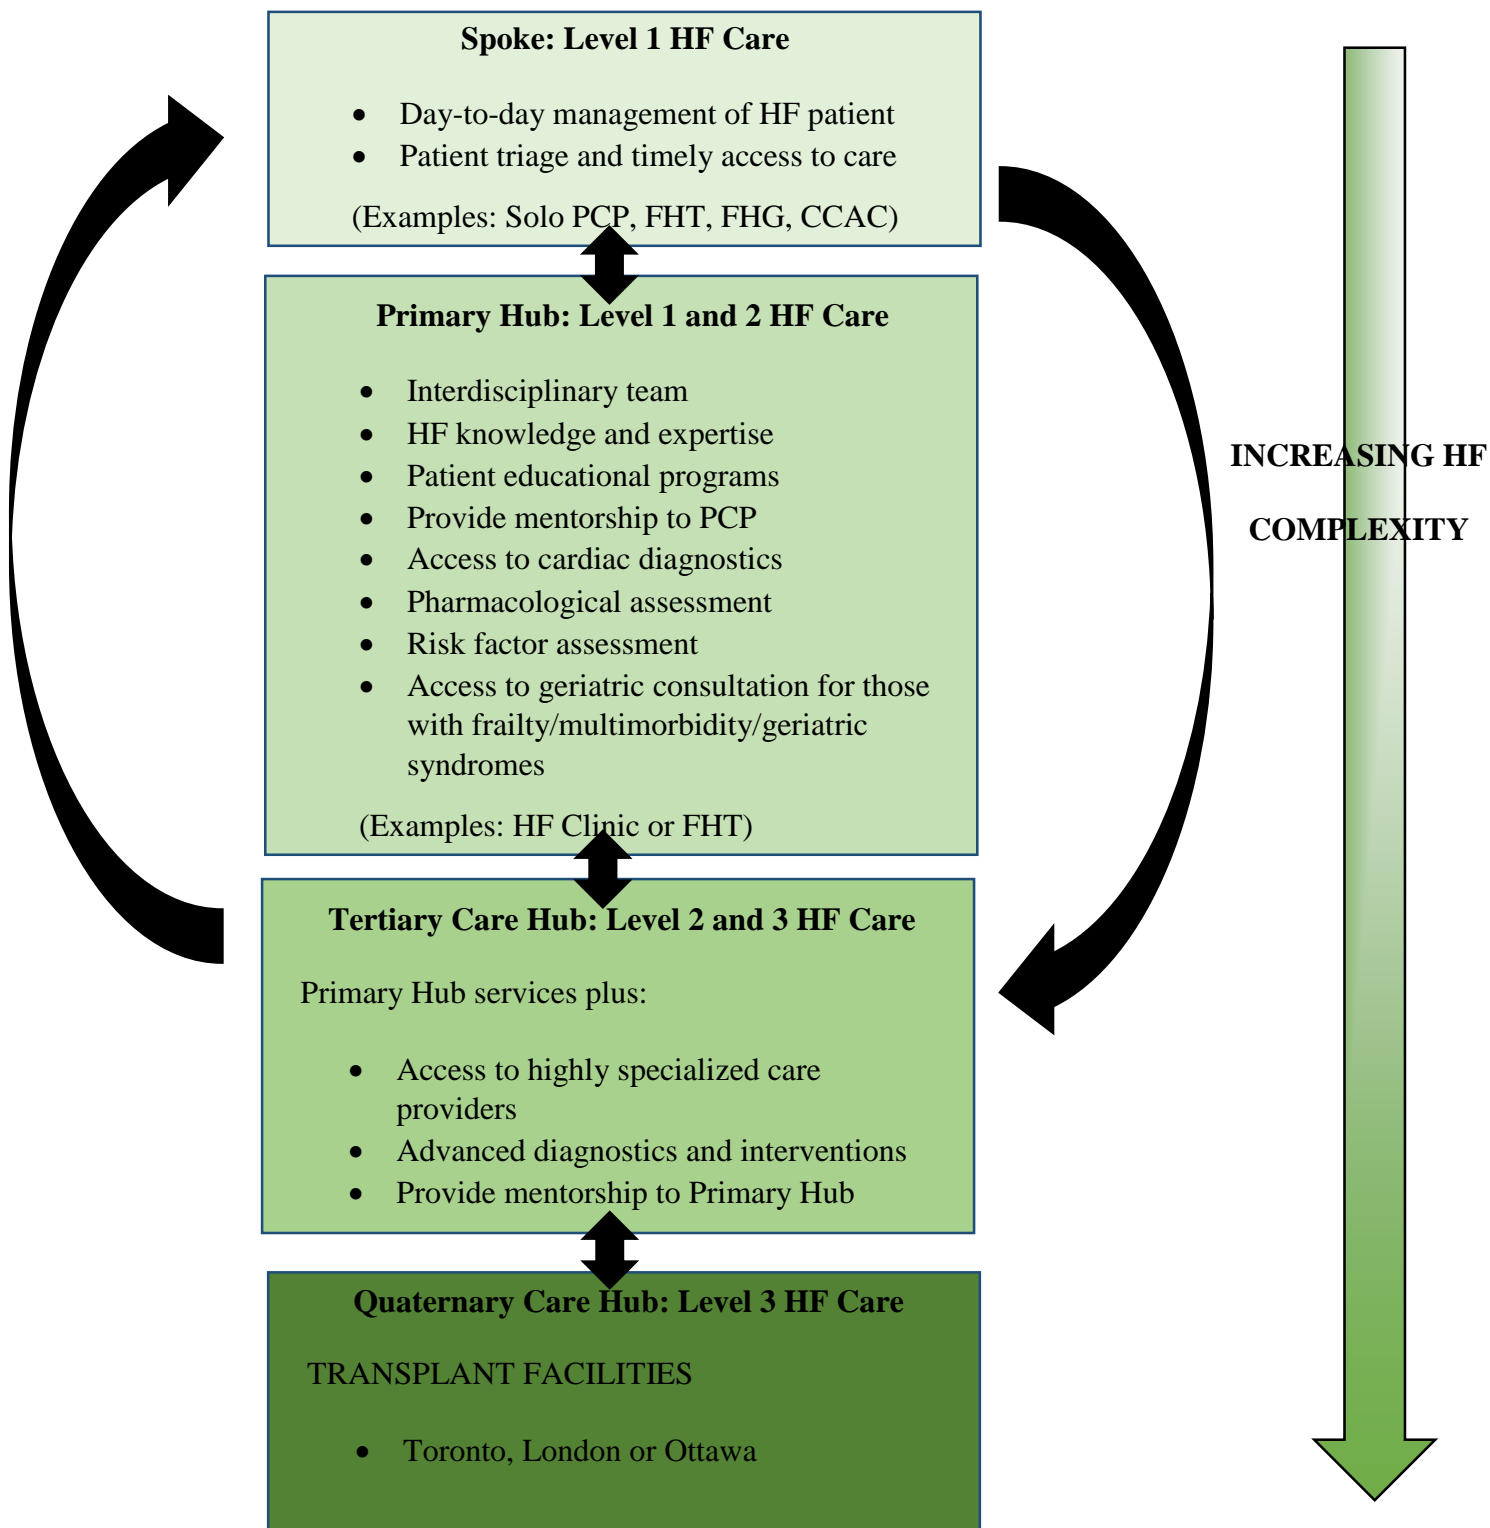 Spoke: Level 1 HF Care
• Day-to-day management of HF patient
• Patient triage and timely access to care
(Examples: Solo PCP, FHT, FHG, CCAC)
Primary Hub: Level 1 and 2 HF Care
• Interdisciplinary team
• HF knowledge and expertise
• Patient educational programs
• Provide mentorship to PCP
• Access to cardiac diagnostics
• Pharmacological assessment
• Risk factor assessment
• Access to geriatric consultation for those
with frailty/multimorbidity/geriatric
syndromes
(Examples: HF Clinic or FHT)
Tertiary Care Hub: Level 2 and 3 HF Care
Primary Hub services plus:
• Access to highly specialized care
providers
• Advanced diagnostics and interventions
• Provide mentorship to Primary Hub
Quaternary Care Hub: Level 3 HF Care
TRANSPLANT FACILITIES
• Toronto, London or Ottawa
INCREASING HF
COMPLEXITY